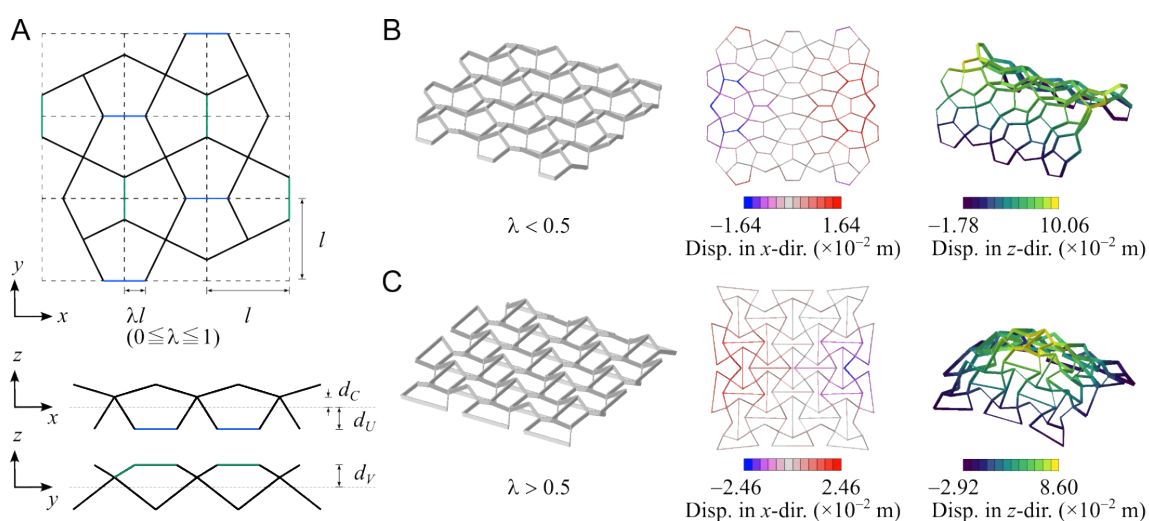 A
l
y
x
λl
l
(0≦λ≦1)
z
x
d_C
d_U
z
y
d_V
B
λ < 0.5
−1.64 1.64
Disp. in x-dir. (×10⁻² m)
−1.78 10.06
Disp. in z-dir. (×10⁻² m)
C
λ > 0.5
−2.46 2.46
Disp. in x-dir. (×10⁻² m)
−2.92 8.60
Disp. in z-dir. (×10⁻² m)